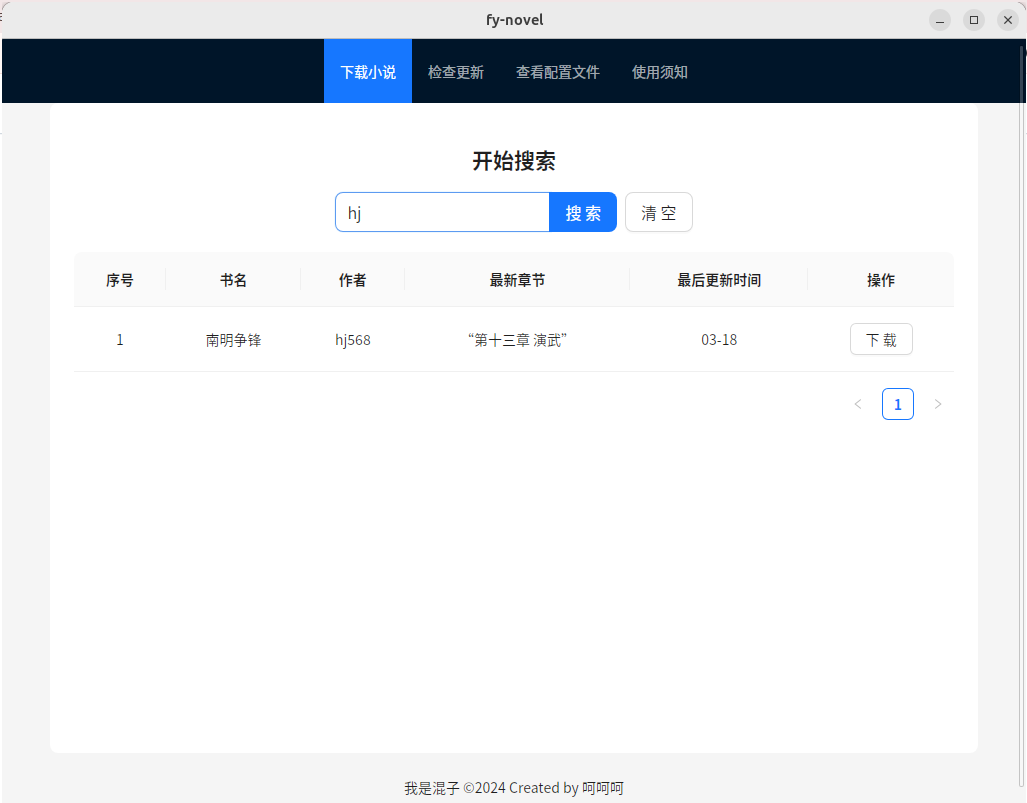 fy-novel
下载小说 检查更新 查看配置文件 使用须知
开始搜索
hj 搜 索 清 空
序号 书名 作者 最新章节 最后更新时间 操作
1 南明争锋 hj568 “第十三章 演武” 03-18 下 载
< 1 >
我是混子 ©2024 Created by 呵呵呵